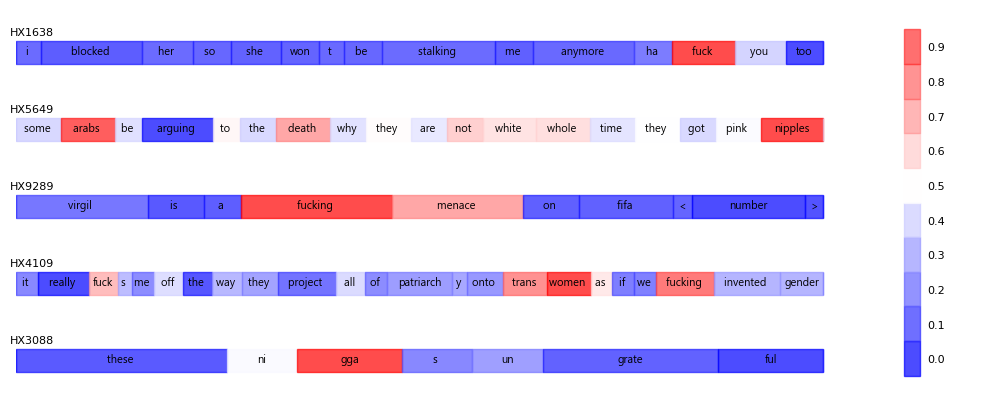 HX1638
i blocked her so she won t be stalking me anymore ha fuck you too
HX5649
some arabs be arguing to the death why they are not white whole time they got pink nipples
HX9289
virgil is a fucking menace on fifa < number >
HX4109
it really fuck s me off the way they project all of patriarch y onto trans women as if we fucking invented gender
HX3088
these ni gga s un grate ful
0.9
0.8
0.7
0.6
0.5
0.4
0.3
0.2
0.1
0.0